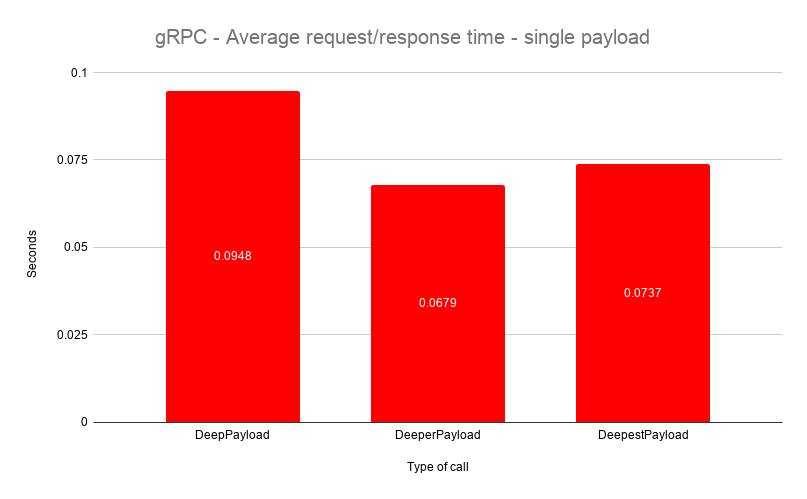 gRPC - Average request/response time - single payload
0.1
0.075
0.05
0.025
0
Seconds
0.0948
0.0679
0.0737
DeepPayload
DeeperPayload
DeepestPayload
Type of call